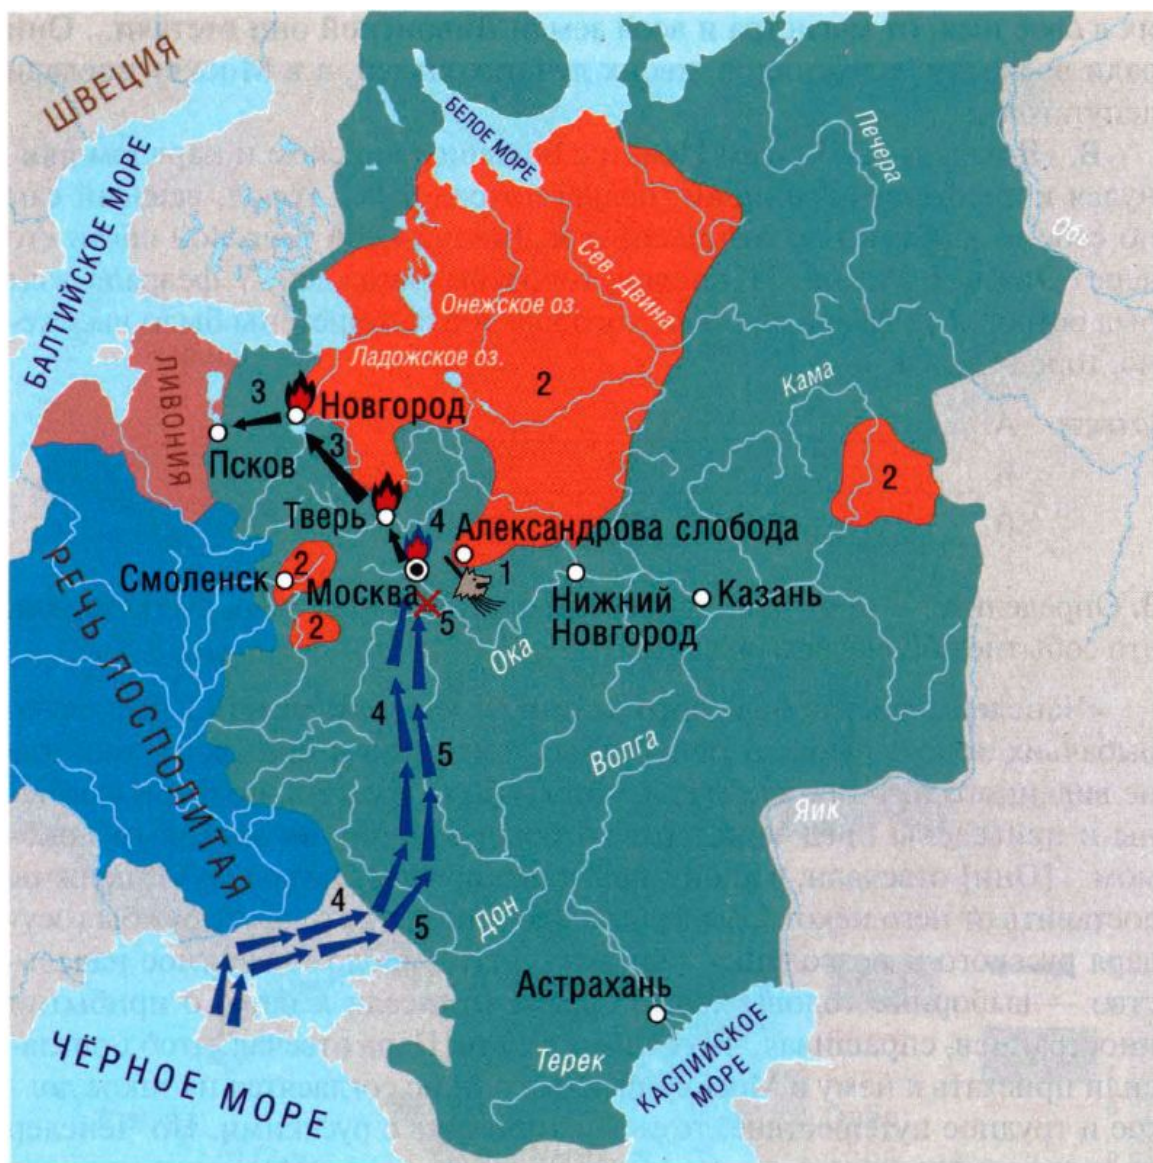 ШВЕЦИЯ
БАЛТИЙСКОЕ МОРЕ
БЕЛОЕ МОРЕ
Печера
Обь
Сев. Двина
Онежское оз.
Ладожское оз.
ЛИВОНИЯ
3
Новгород
2
Кама
Псков
3
2
Тверь
4
Александрова слобода
Смоленск
2
Москва
1
5
Нижний
Новгород
Казань
2
Ока
РЕЧЬ ПОСПОЛИТАЯ
4
5
Волга
Яик
4
5
Дон
Астрахань
ЧЁРНОЕ МОРЕ
Терек
КАСПИЙСКОЕ
МОРЕ